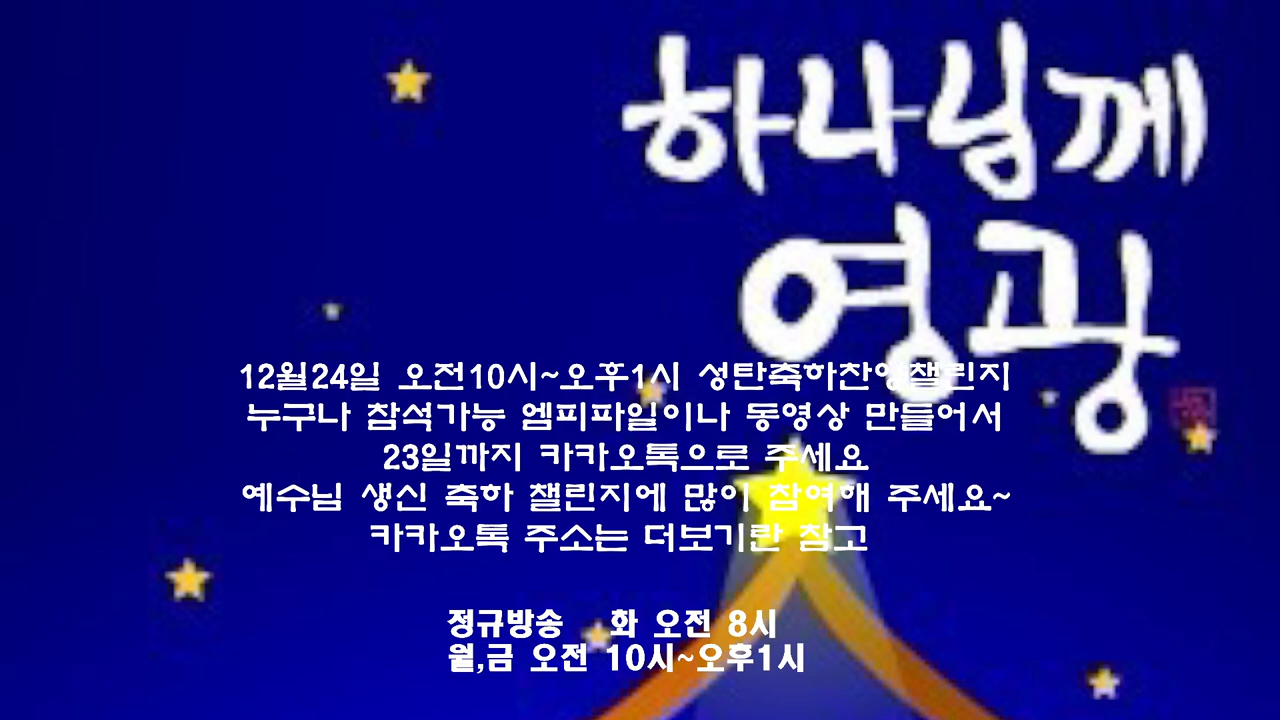 하나님께
영광
12월24일 오전10시~오후1시 성탄축하찬양챌린지
누구나 참석가능 엠피파일이나 동영상 만들어서
23일까지 카카오톡으로 주세요
예수님 생신 축하 챌린지에 많이 참여해 주세요~
카카오톡 주소는 더보기란 참고
정규방송 화 오전 8시
월,금 오전 10시~오후1시